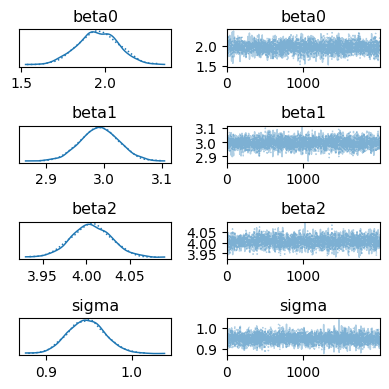 beta0 beta0
2.0
1.5
1.5 2.0 0 1000
beta1 beta1
3.1
3.0
2.9
2.9 3.0 3.1 0 1000
beta2 beta2
4.05
4.00
3.95
3.95 4.00 4.05 0 1000
sigma sigma
1.0
0.9
0.9 1.0 0 1000